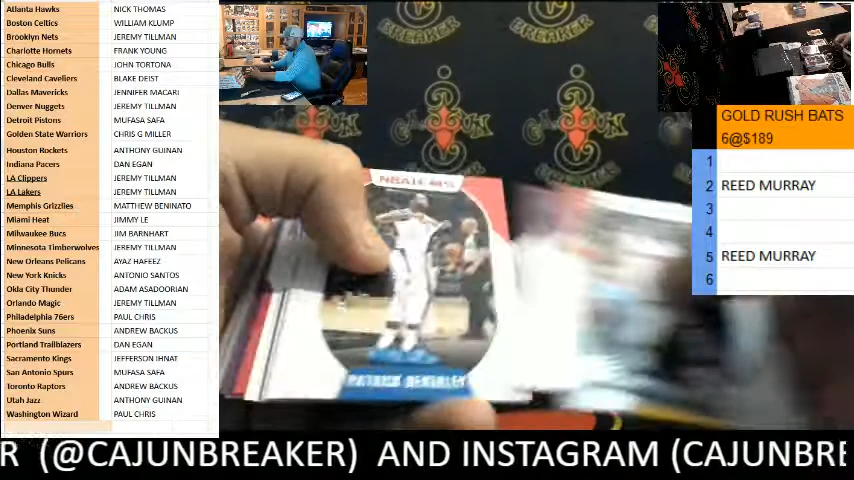 Atlanta Hawks NICK THOMAS
Boston Celtics WILLIAM KLUMP
Brooklyn Nets JEREMY TILLMAN
Charlotte Hornets FRANK YOUNG
Chicago Bulls JOHN TORTONA
Cleveland Cavaliers BLAKE DEIST
Dallas Mavericks JENNIFER MACARI
Denver Nuggets JEREMY TILLMAN
Detroit Pistons MUFASA SAFA
Golden State Warriors CHRIS G MILLER
Houston Rockets ANTHONY GUINAN
Indiana Pacers DAN EGAN
LA Clippers JEREMY TILLMAN
LA Lakers JEREMY TILLMAN
Memphis Grizzlies MATTHEW BENINATO
Miami Heat JIMMY LE
Milwaukee Bucs JIM BARNHART
Minnesota Timberwolves JEREMY TILLMAN
New Orleans Pelicans AYAZ HAFEEZ
New York Knicks ANTONIO SANTOS
Okla City Thunder ADAM ASADOORIAN
Orlando Magic JEREMY TILLMAN
Philadelphia 76ers PAUL CHRIS
Phoenix Suns ANDREW BACKUS
Portland Trailblazers DAN EGAN
Sacramento Kings JEFFERSON IHNAT
San Antonio Spurs MUFASA SAFA
Toronto Raptors ANDREW BACKUS
Utah Jazz ANTHONY GUINAN
Washington Wizard PAUL CHRIS
BREAKER
CAJUN
CAJUN
NBA HOOPS
PATRICK BEVERLEY
GOLD RUSH BATS
6@$189
1
2 REED MURRAY
3
4
5 REED MURRAY
6
R (@CAJUNBREAKER) AND INSTAGRAM (CAJUNBRE